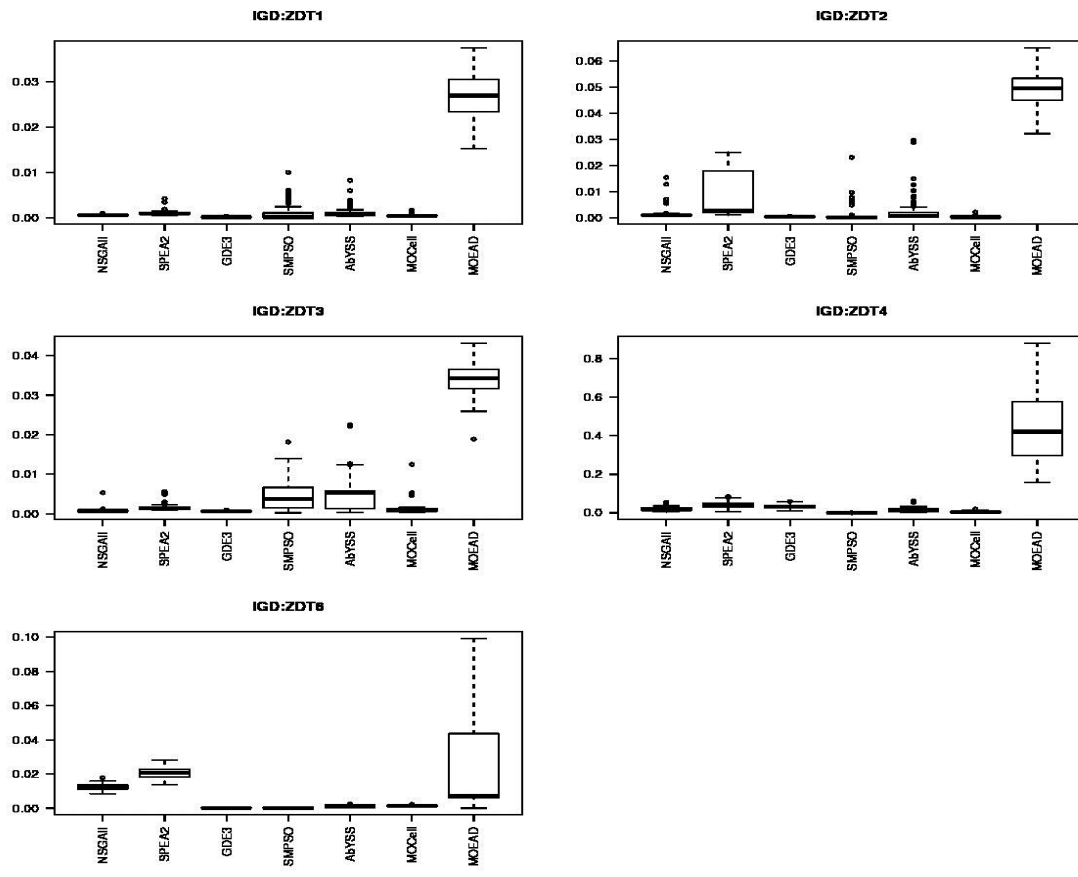 IGD:ZDT1
0.03
0.02
0.01
0.00
NSGAII
SPEA2
GDE3
SMPSO
AbYSS
MOCell
MOEAD
IGD:ZDT2
0.06
0.05
0.04
0.03
0.02
0.01
0.00
NSGAII
SPEA2
GDE3
SMPSO
AbYSS
MOCell
MOEAD
IGD:ZDT3
0.04
0.03
0.02
0.01
0.00
NSGAII
SPEA2
GDE3
SMPSO
AbYSS
MOCell
MOEAD
IGD:ZDT4
0.8
0.6
0.4
0.2
0.0
NSGAII
SPEA2
GDE3
SMPSO
AbYSS
MOCell
MOEAD
IGD:ZDT6
0.10
0.08
0.06
0.04
0.02
0.00
NSGAII
SPEA2
GDE3
SMPSO
AbYSS
MOCell
MOEAD